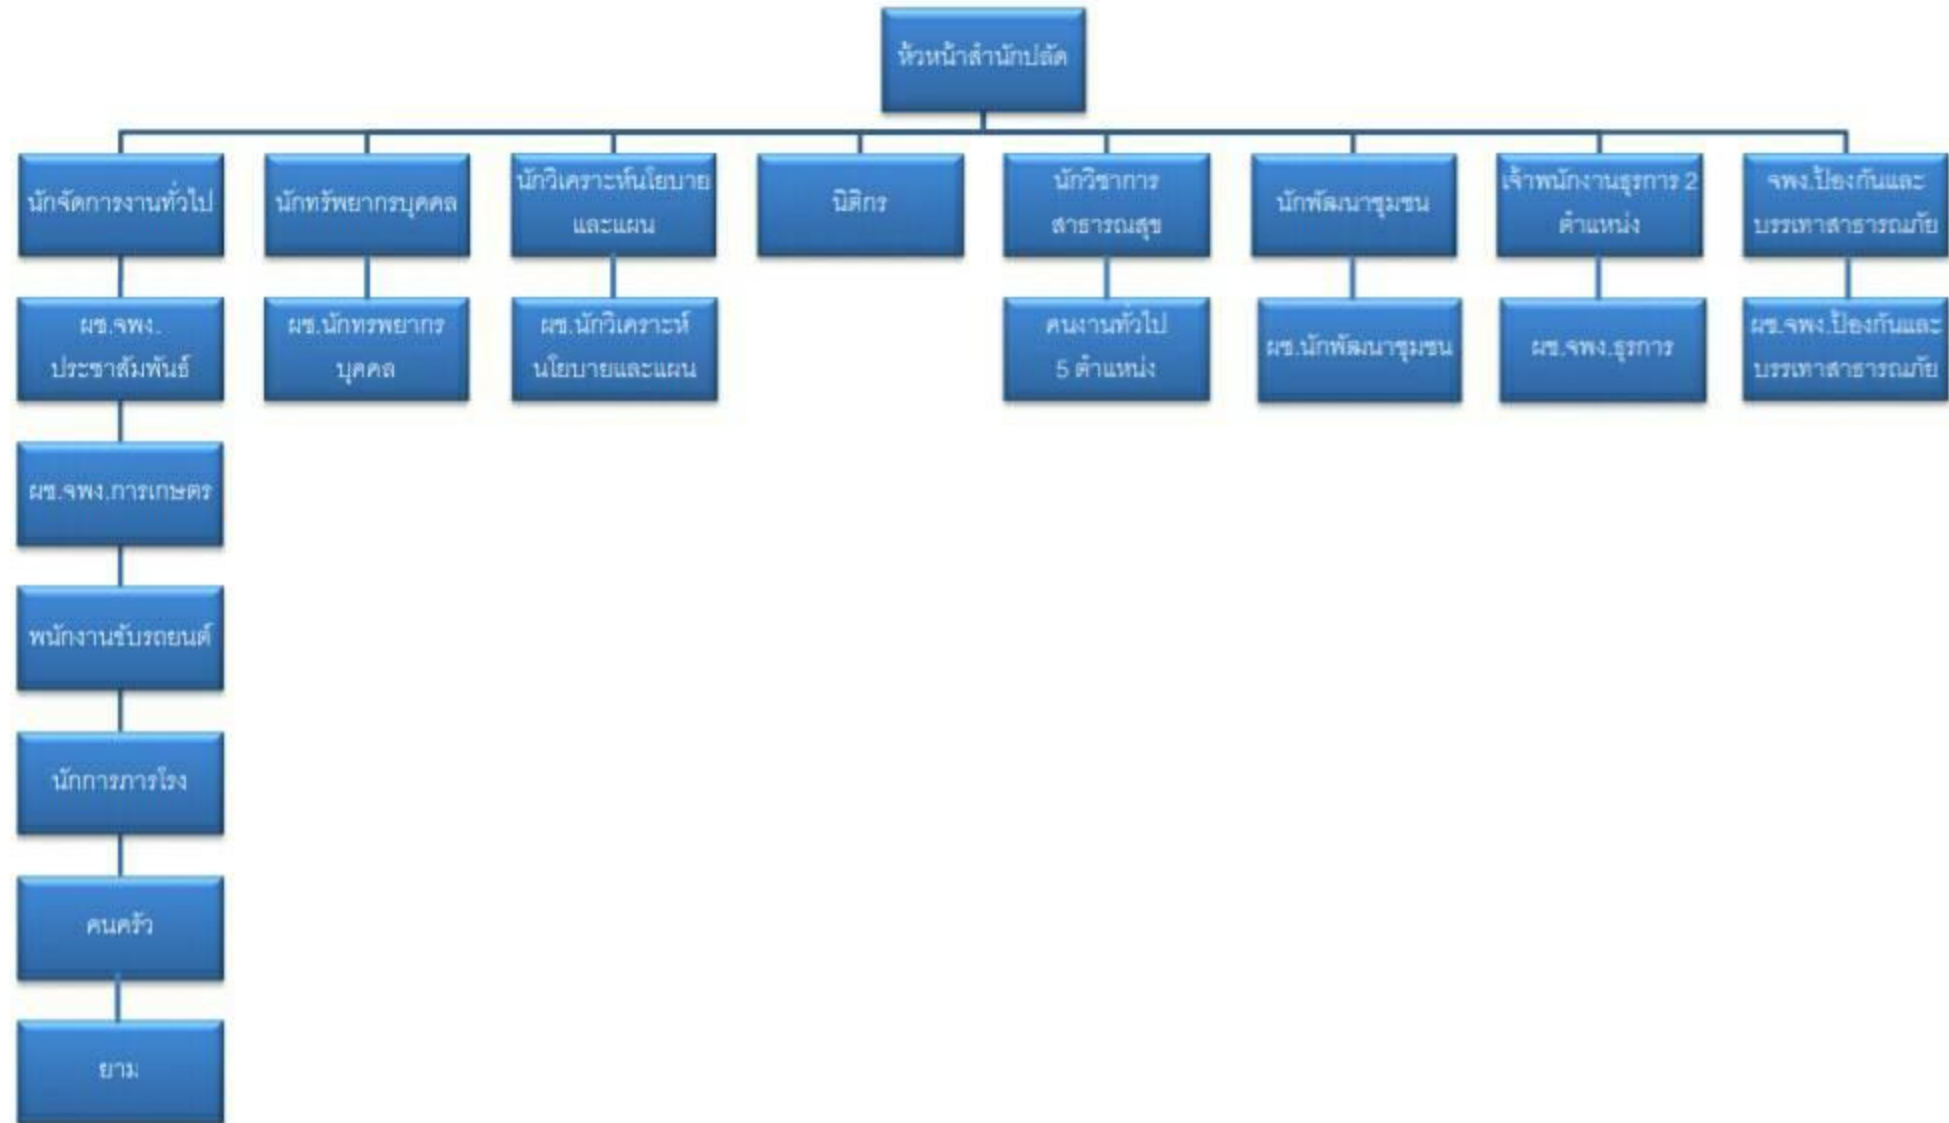 หัวหน้าสำนักปลัด
นักจัดการงานทั่วไป
นักทรัพยากรบุคคล
นักวิเคราะห์นโยบาย
และแผน
นิติกร
นักวิชาการ
สาธารณสุข
นักพัฒนาชุมชน
เจ้าพนักงานธุรการ 2
ตำแหน่ง
จพง.ป้องกันและ
บรรเทาสาธารณภัย
ผช.จพง.
ประชาสัมพันธ์
ผช.นักทรพยากร
บุคคล
ผช.นักวิเคราะห์
นโยบายและแผน
คนงานทั่วไป
5 ตำแหน่ง
ผช.นักพัฒนาชุมชน
ผช.จพง.ธุรการ
ผช.จพง.ป้องกันและ
บรรเทาสาธารณภัย
ผช.จพง.การเกษตร
พนักงานขับรถยนต์
นักการภารโรง
คนครัว
ยาม